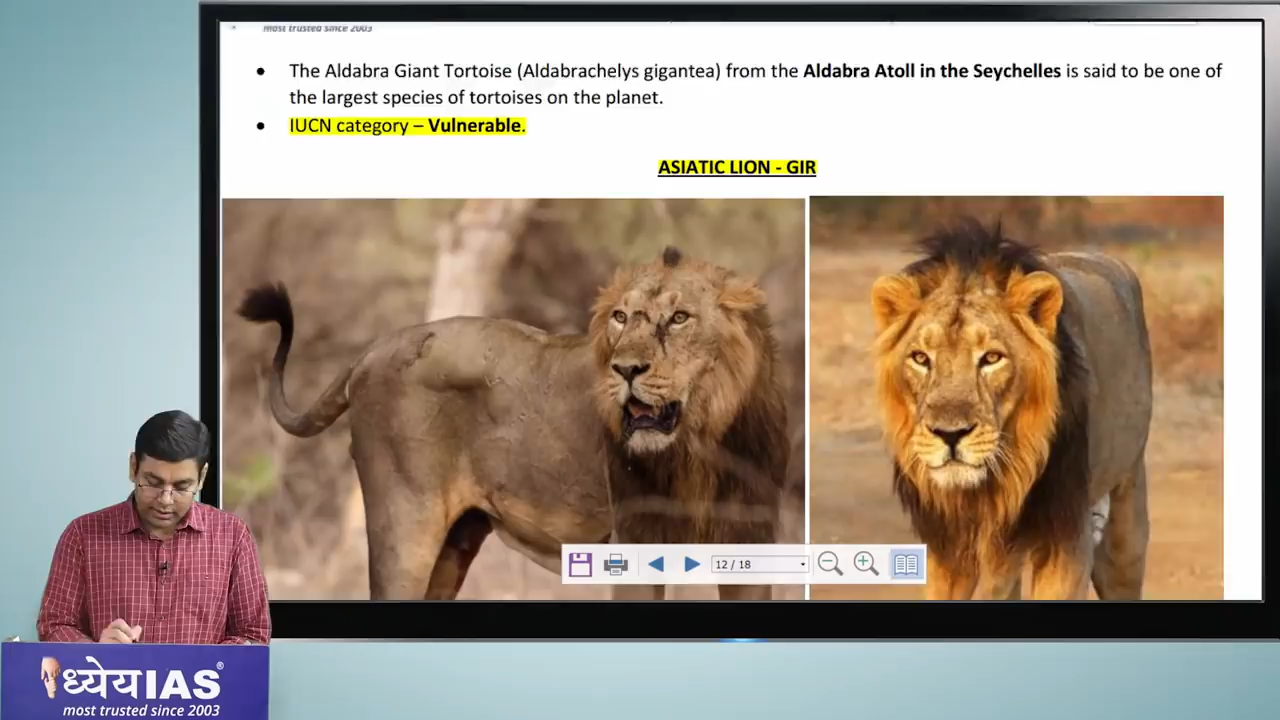 most trusted since 2003
• The Aldabra Giant Tortoise (Aldabrachelys gigantea) from the Aldabra Atoll in the Seychelles is said to be one of
the largest species of tortoises on the planet.
• IUCN category – Vulnerable.
ASIATIC LION - GIR
12 / 18
ध्येय IAS®
most trusted since 2003